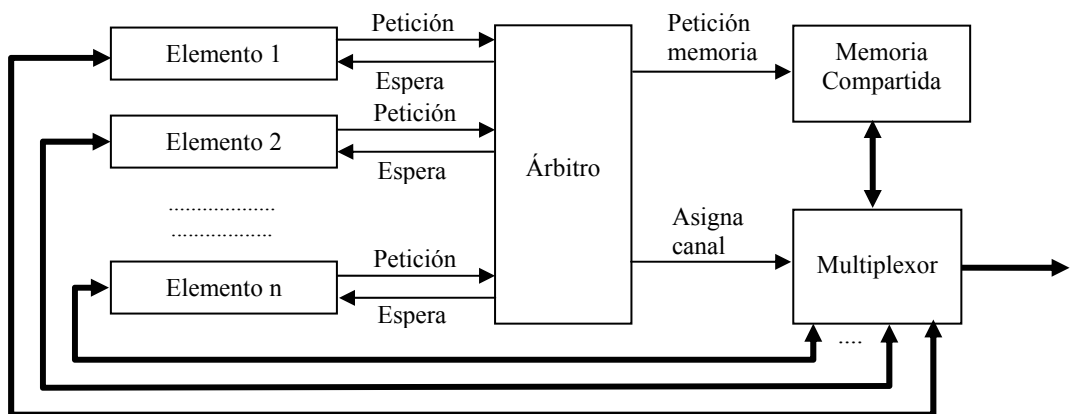 Elemento 1
Petición
Espera
Elemento 2
Petición
Espera
..................
..................
Elemento n
Petición
Espera
Árbitro
Petición
memoria
Memoria
Compartida
Asigna
canal
Multiplexor
....